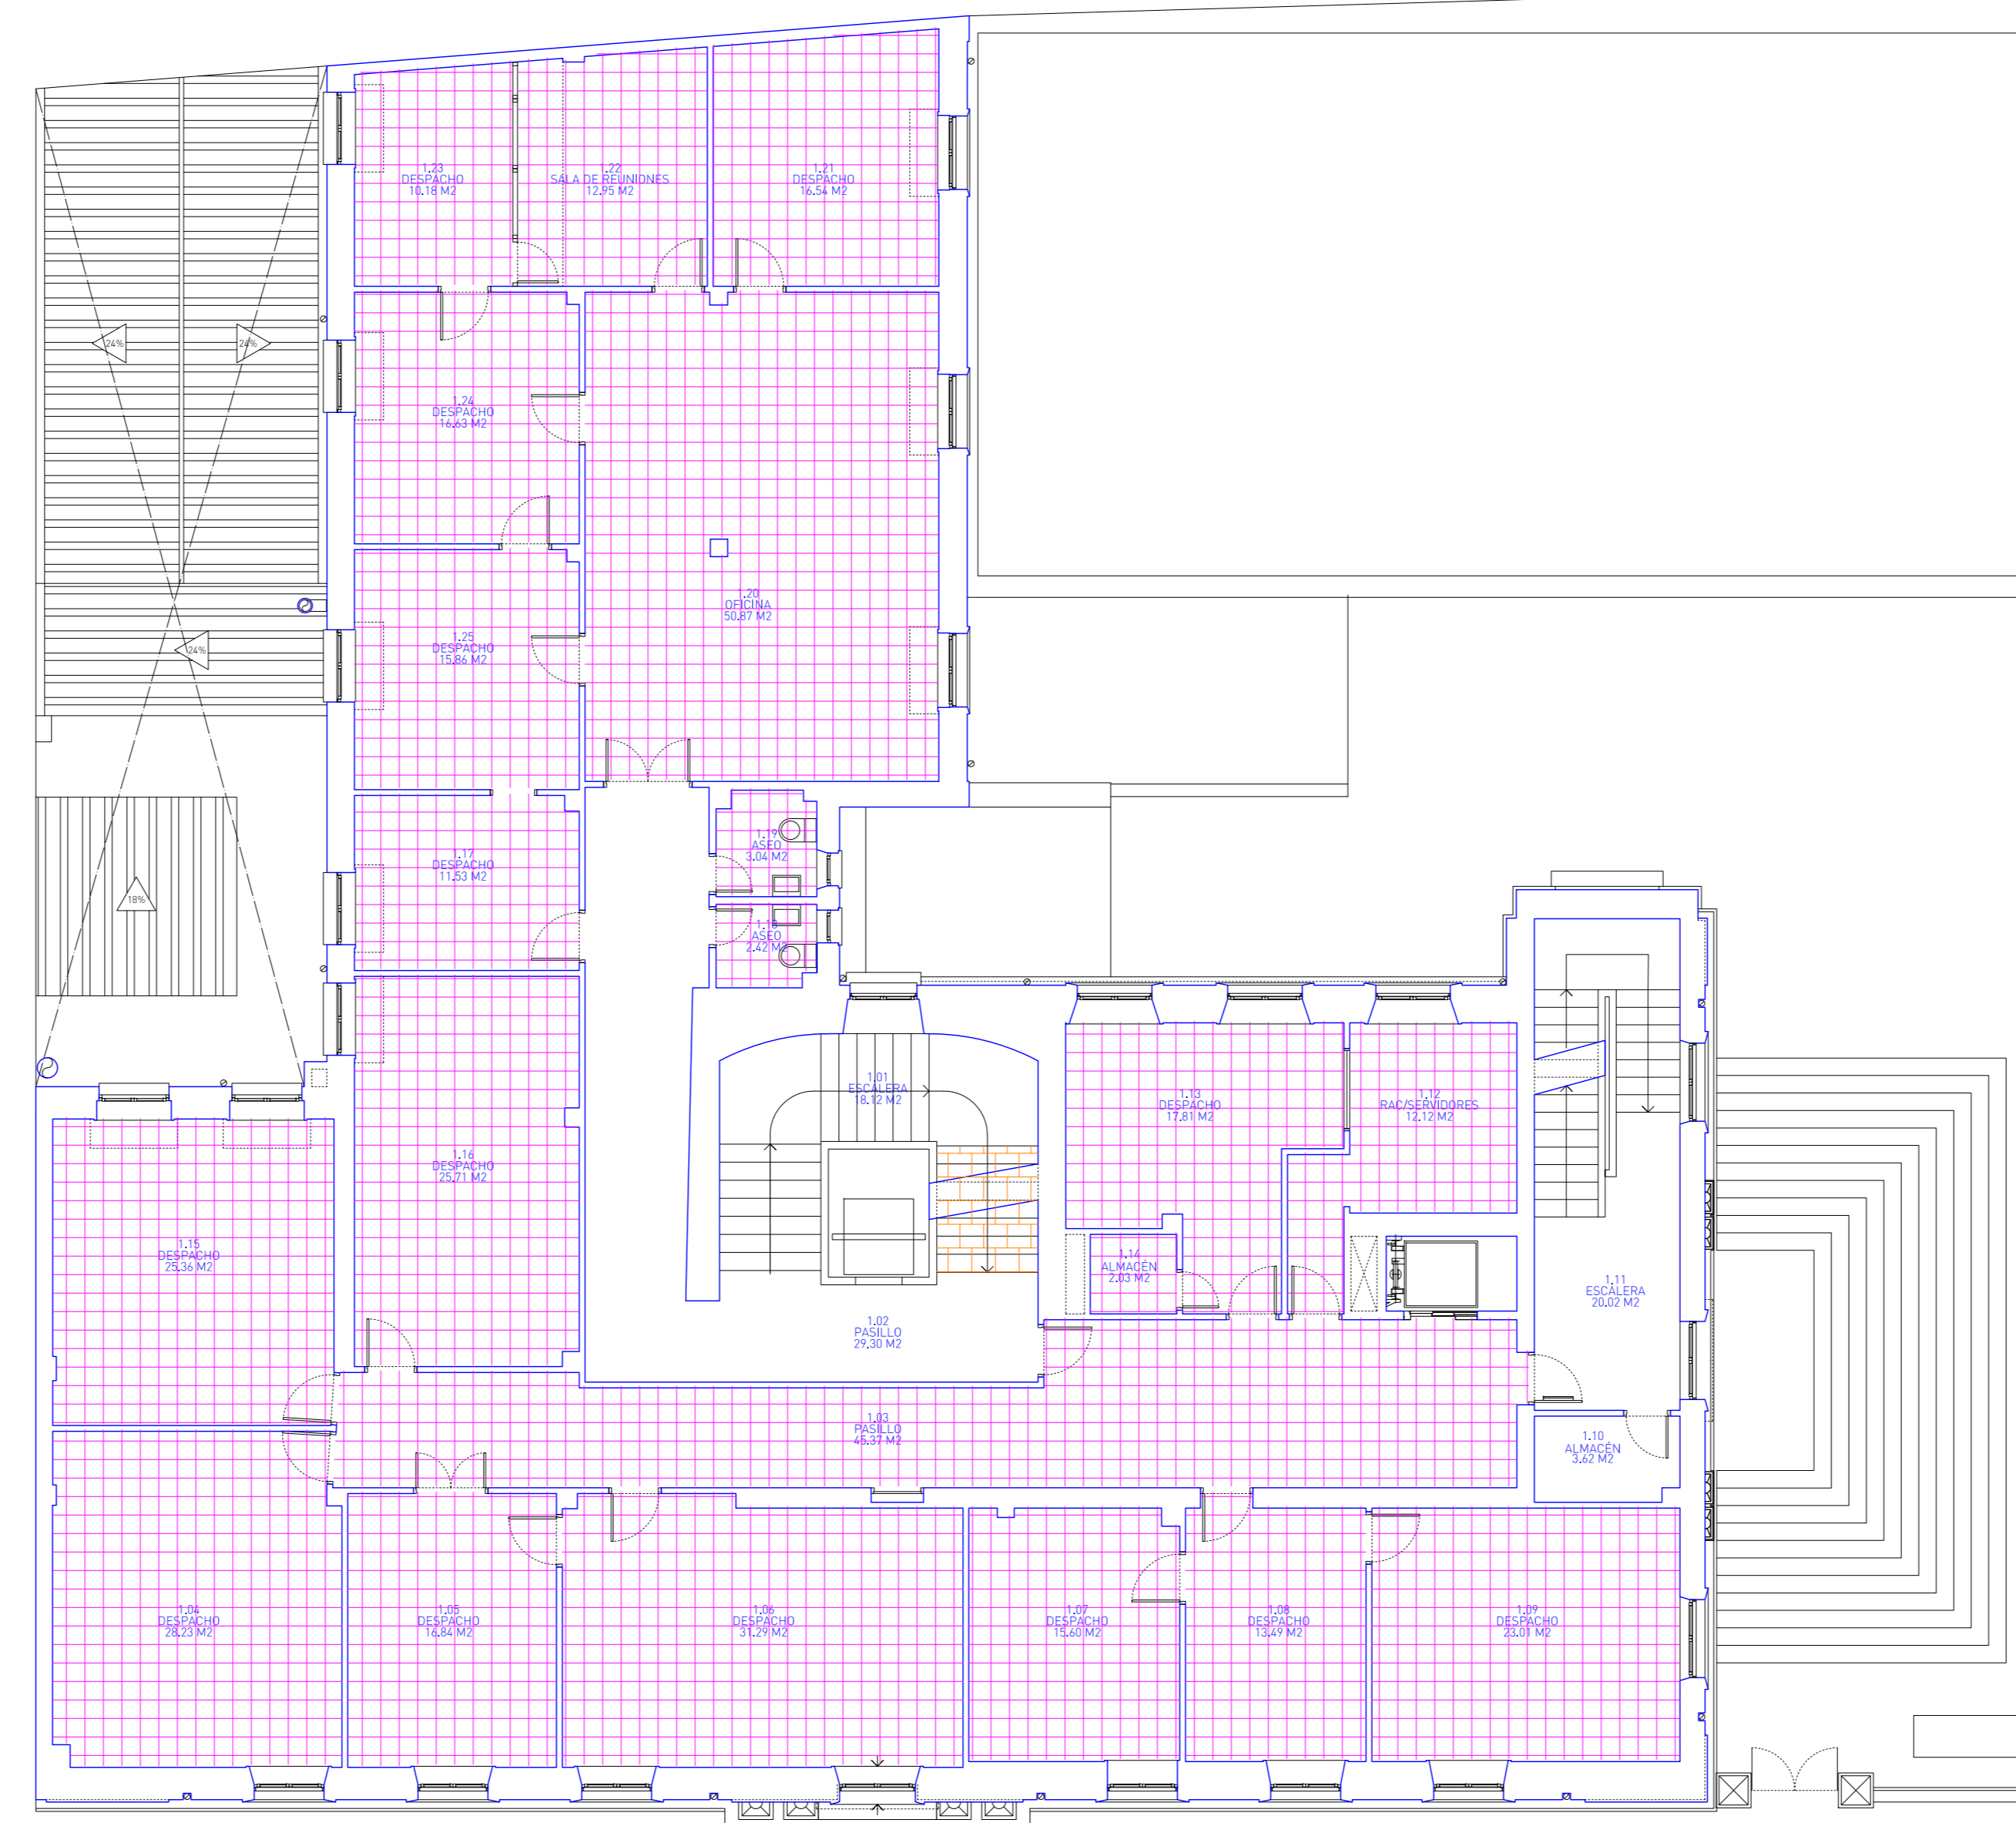 1.23
DESPACHO
10.18 M2
1.22
SALA DE REUNIONES
12.95 M2
1.21
DESPACHO
16.54 M2
24%
24%
1.24
DESPACHO
16.63 M2
1.20
OFICINA
50.87 M2
1.25
DESPACHO
15.86 M2
24%
1.19
ASEO
3.04 M2
1.17
DESPACHO
11.53 M2
18%
1.18
ASEO
2.42 M2
1.01
ESCALERA
18.12 M2
1.13
DESPACHO
17.81 M2
1.12
RAC/SERVIDORES
12.12 M2
1.16
DESPACHO
25.71 M2
1.15
DESPACHO
25.36 M2
1.14
ALMACÉN
2.03 M2
1.11
ESCALERA
20.02 M2
1.02
PASILLO
29.30 M2
1.03
PASILLO
45.37 M2
1.10
ALMACÉN
3.62 M2
1.04
DESPACHO
28.23 M2
1.05
DESPACHO
16.84 M2
1.06
DESPACHO
31.29 M2
1.07
DESPACHO
15.60 M2
1.08
DESPACHO
13.49 M2
1.09
DESPACHO
23.01 M2